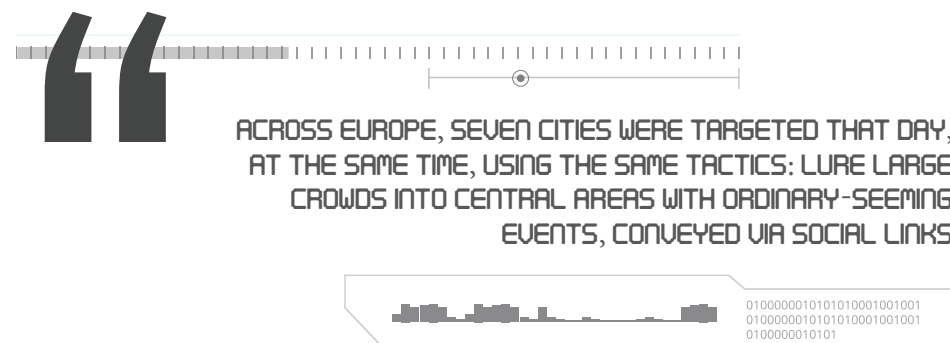 ACROSS EUROPE, SEVEN CITIES WERE TARGETED THAT DAY,
AT THE SAME TIME, USING THE SAME TACTICS: LURE LARGE
CROWDS INTO CENTRAL AREAS WITH ORDINARY-SEEMING
EVENTS, CONVEYED VIA SOCIAL LINKS
0100000010101010001001001
0100000010101010001001001
0100000010101